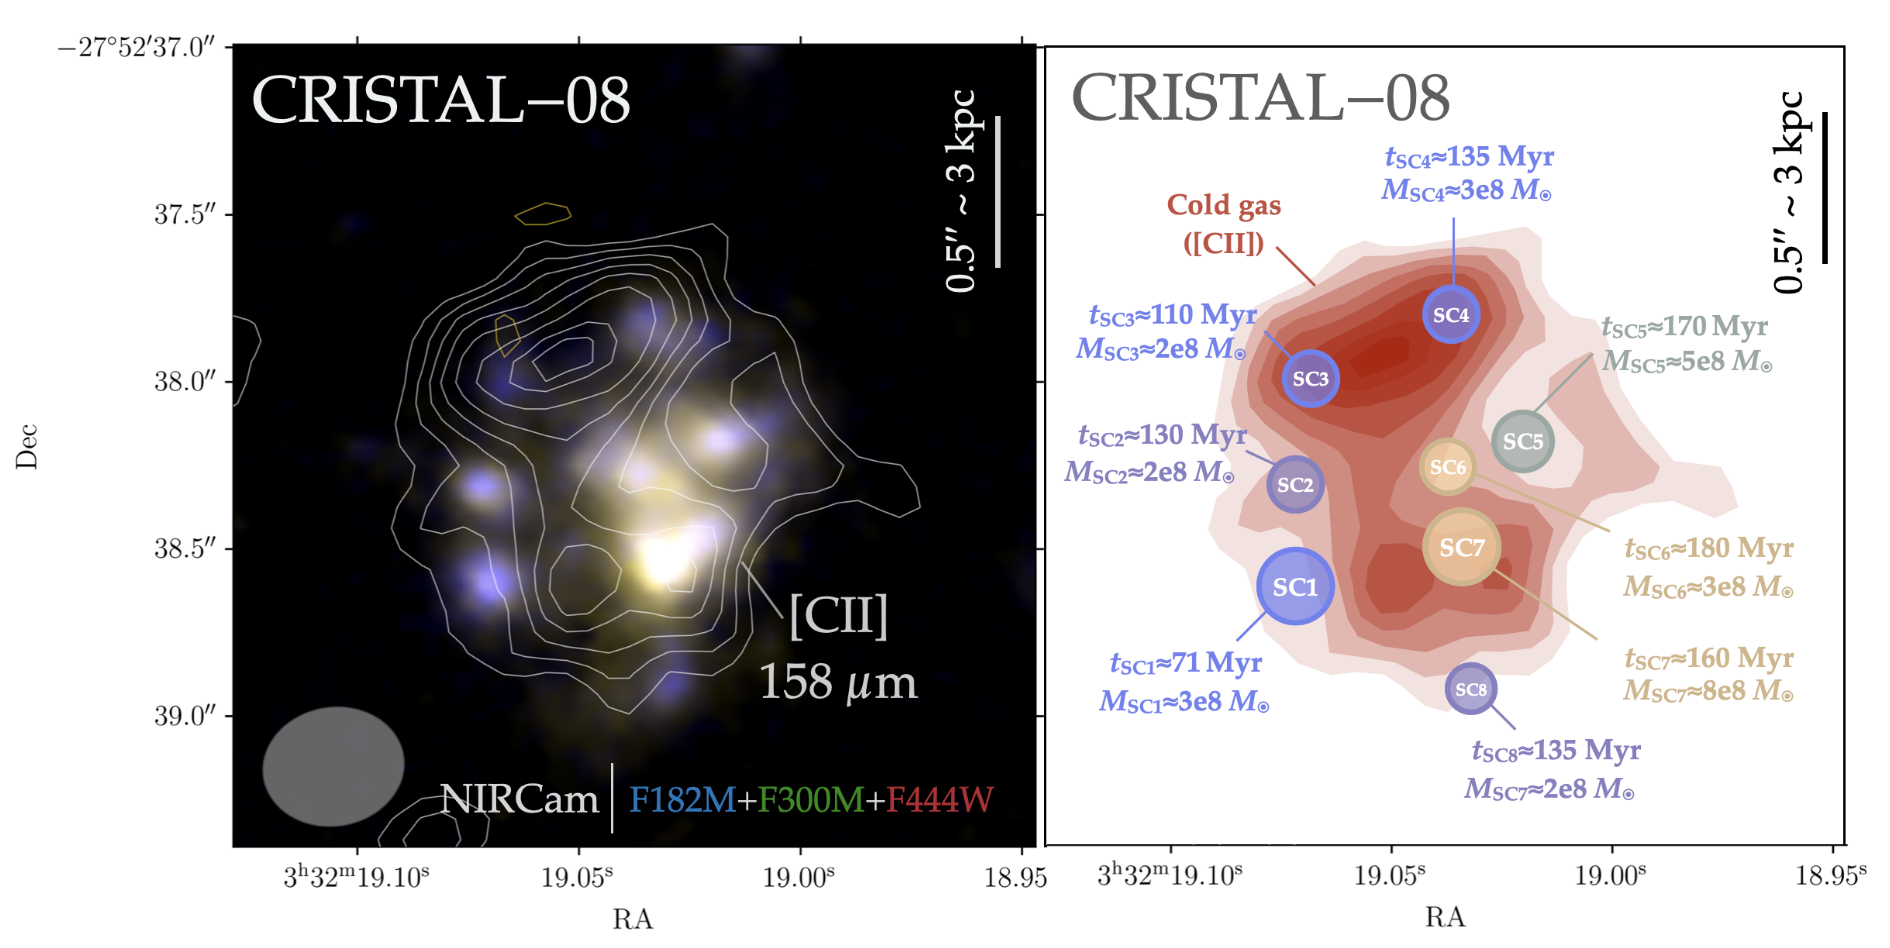 CRISTAL–08
0.5″ ~ 3 kpc
[CII]
158 μm
NIRCam | F182M+F300M+F444W
−27°52′37.0″
37.5″
38.0″
38.5″
39.0″
Dec
3ʰ32ᵐ19.10ˢ
19.05ˢ
19.00ˢ
18.95
RA
CRISTAL–08
0.5″ ~ 3 kpc
tSC4≈135 Myr
MSC4≈3e8 M⊙
Cold gas
([CII])
tSC3≈110 Myr
MSC3≈2e8 M⊙
tSC5≈170 Myr
MSC5≈5e8 M⊙
tSC2≈130 Myr
MSC2≈2e8 M⊙
SC4
SC3
SC5
SC6
SC2
SC7
SC1
SC8
tSC6≈180 Myr
MSC6≈3e8 M⊙
tSC1≈71 Myr
MSC1≈3e8 M⊙
tSC7≈160 Myr
MSC7≈8e8 M⊙
tSC8≈135 Myr
MSC7≈2e8 M⊙
3ʰ32ᵐ19.10ˢ
19.05ˢ
19.00ˢ
18.95ˢ
RA